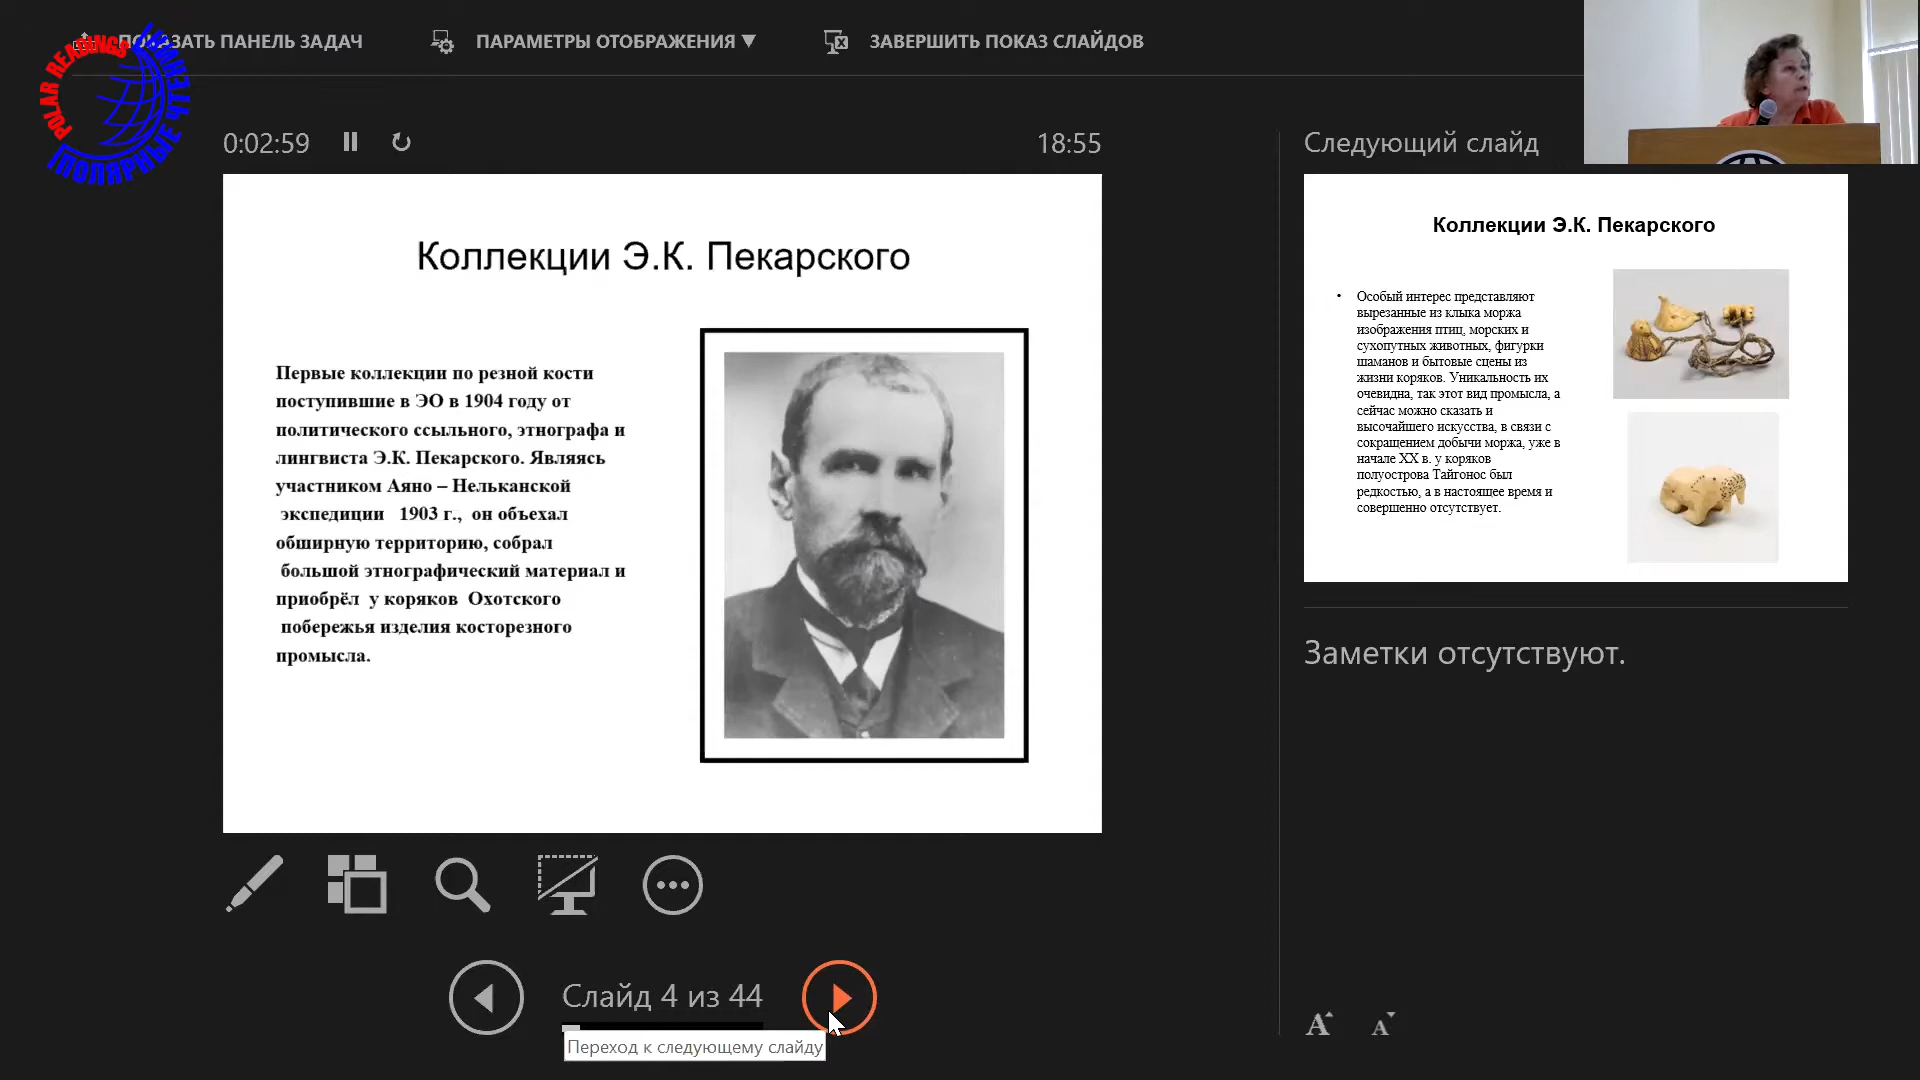 ПОКАЗАТЬ ПАНЕЛЬ ЗАДАЧ
ПАРАМЕТРЫ ОТОБРАЖЕНИЯ ▼
ЗАВЕРШИТЬ ПОКАЗ СЛАЙДОВ
POLAR READINGS
ПОЛЯРНЫЕ ЧТЕНИЯ
0:02:59
18:55
Коллекции Э.К. Пекарского
Первые коллекции по резной кости
поступившие в ЭО в 1904 году от
политического ссыльного, этнографа и
лингвиста Э.К. Пекарского. Являясь
участником Аяно – Нельканской
экспедиции 1903 г., он объехал
обширную территорию, собрал
большой этнографический материал и
приобрёл у коряков Охотского
побережья изделия косторезного
промысла.
Слайд 4 из 44
Переход к следующему слайду
Следующий слайд
Коллекции Э.К. Пекарского
• Особый интерес представляют
вырезанные из клыка моржа
изображения птиц, морских и
сухопутных животных, фигурки
шаманов и бытовые сцены из
жизни коряков. Уникальность их
очевидна, так этот вид промысла, а
сейчас можно сказать и
высочайшего искусства, в связи с
сокращением добычи моржа, уже в
начале XX в. у коряков
полуострова Тайгонос был
редкостью, а в настоящее время и
совершенно отсутствует.
Заметки отсутствуют.
A A